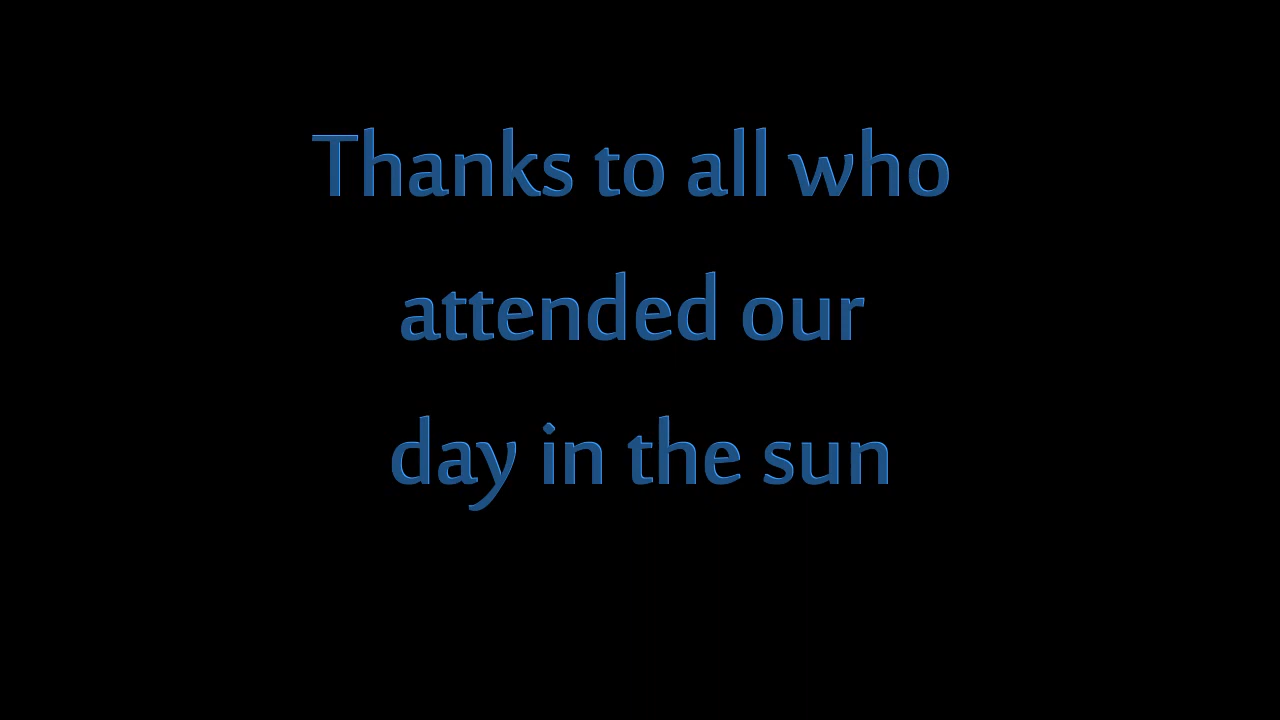 Thanks to all who
attended our
day in the sun